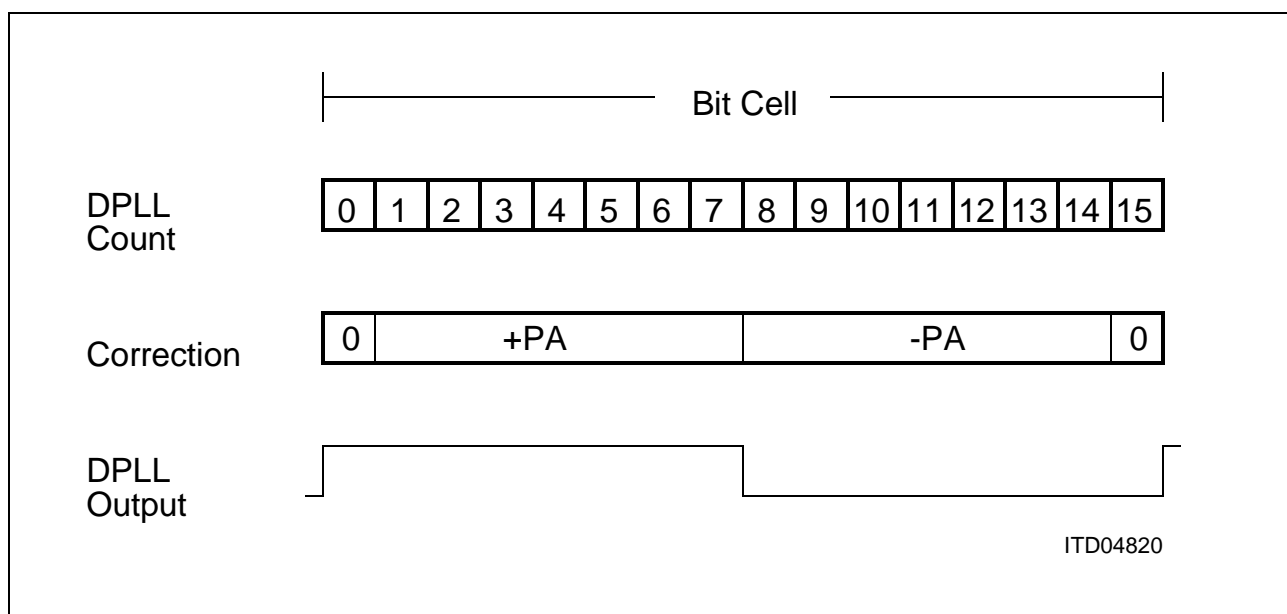 Bit Cell
DPLL
Count
0 1 2 3 4 5 6 7 8 9 10 11 12 13 14 15
Correction
0 +PA -PA 0
DPLL
Output
ITD04820